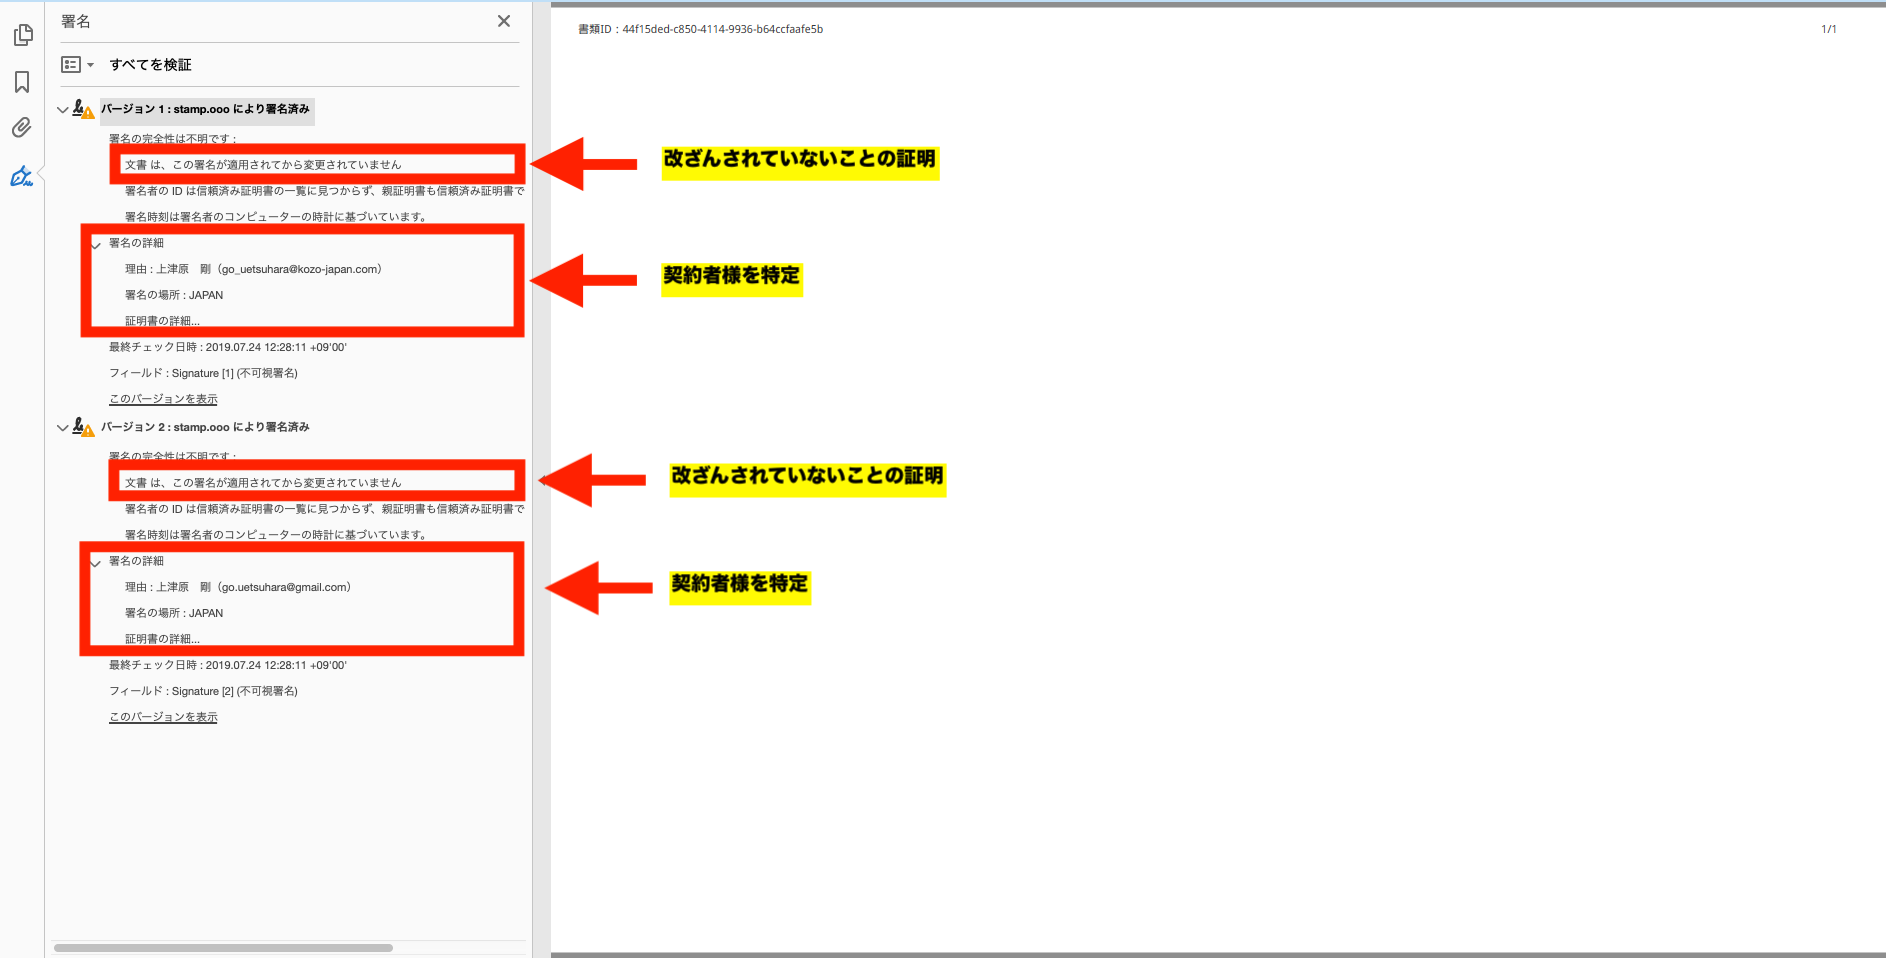 署名
すべてを検証
バージョン 1 : stamp.ooo により署名済み
署名の完全性は不明です :
文書 は、この署名が適用されてから変更されていません
署名者の ID は信頼済み証明書の一覧に見つからず、親証明書も信頼済み証明書で
署名時刻は署名者のコンピューターの時計に基づいています。
署名の詳細
理由 : 上津原　剛（go_uetsuhara@kozo-japan.com）
署名の場所 : JAPAN
証明書の詳細...
最終チェック日時 : 2019.07.24 12:28:11 +09'00'
フィールド : Signature [1] (不可視署名)
このバージョンを表示
バージョン 2 : stamp.ooo により署名済み
署名の完全性は不明です :
文書 は、この署名が適用されてから変更されていません
署名者の ID は信頼済み証明書の一覧に見つからず、親証明書も信頼済み証明書で
署名時刻は署名者のコンピューターの時計に基づいています。
署名の詳細
理由 : 上津原　剛（go.uetsuhara@gmail.com）
署名の場所 : JAPAN
証明書の詳細...
最終チェック日時 : 2019.07.24 12:28:11 +09'00'
フィールド : Signature [2] (不可視署名)
このバージョンを表示
書類ID：44f15ded-c850-4114-9936-b64ccfaafe5b
1/1
改ざんされていないことの証明
契約者様を特定
改ざんされていないことの証明
契約者様を特定